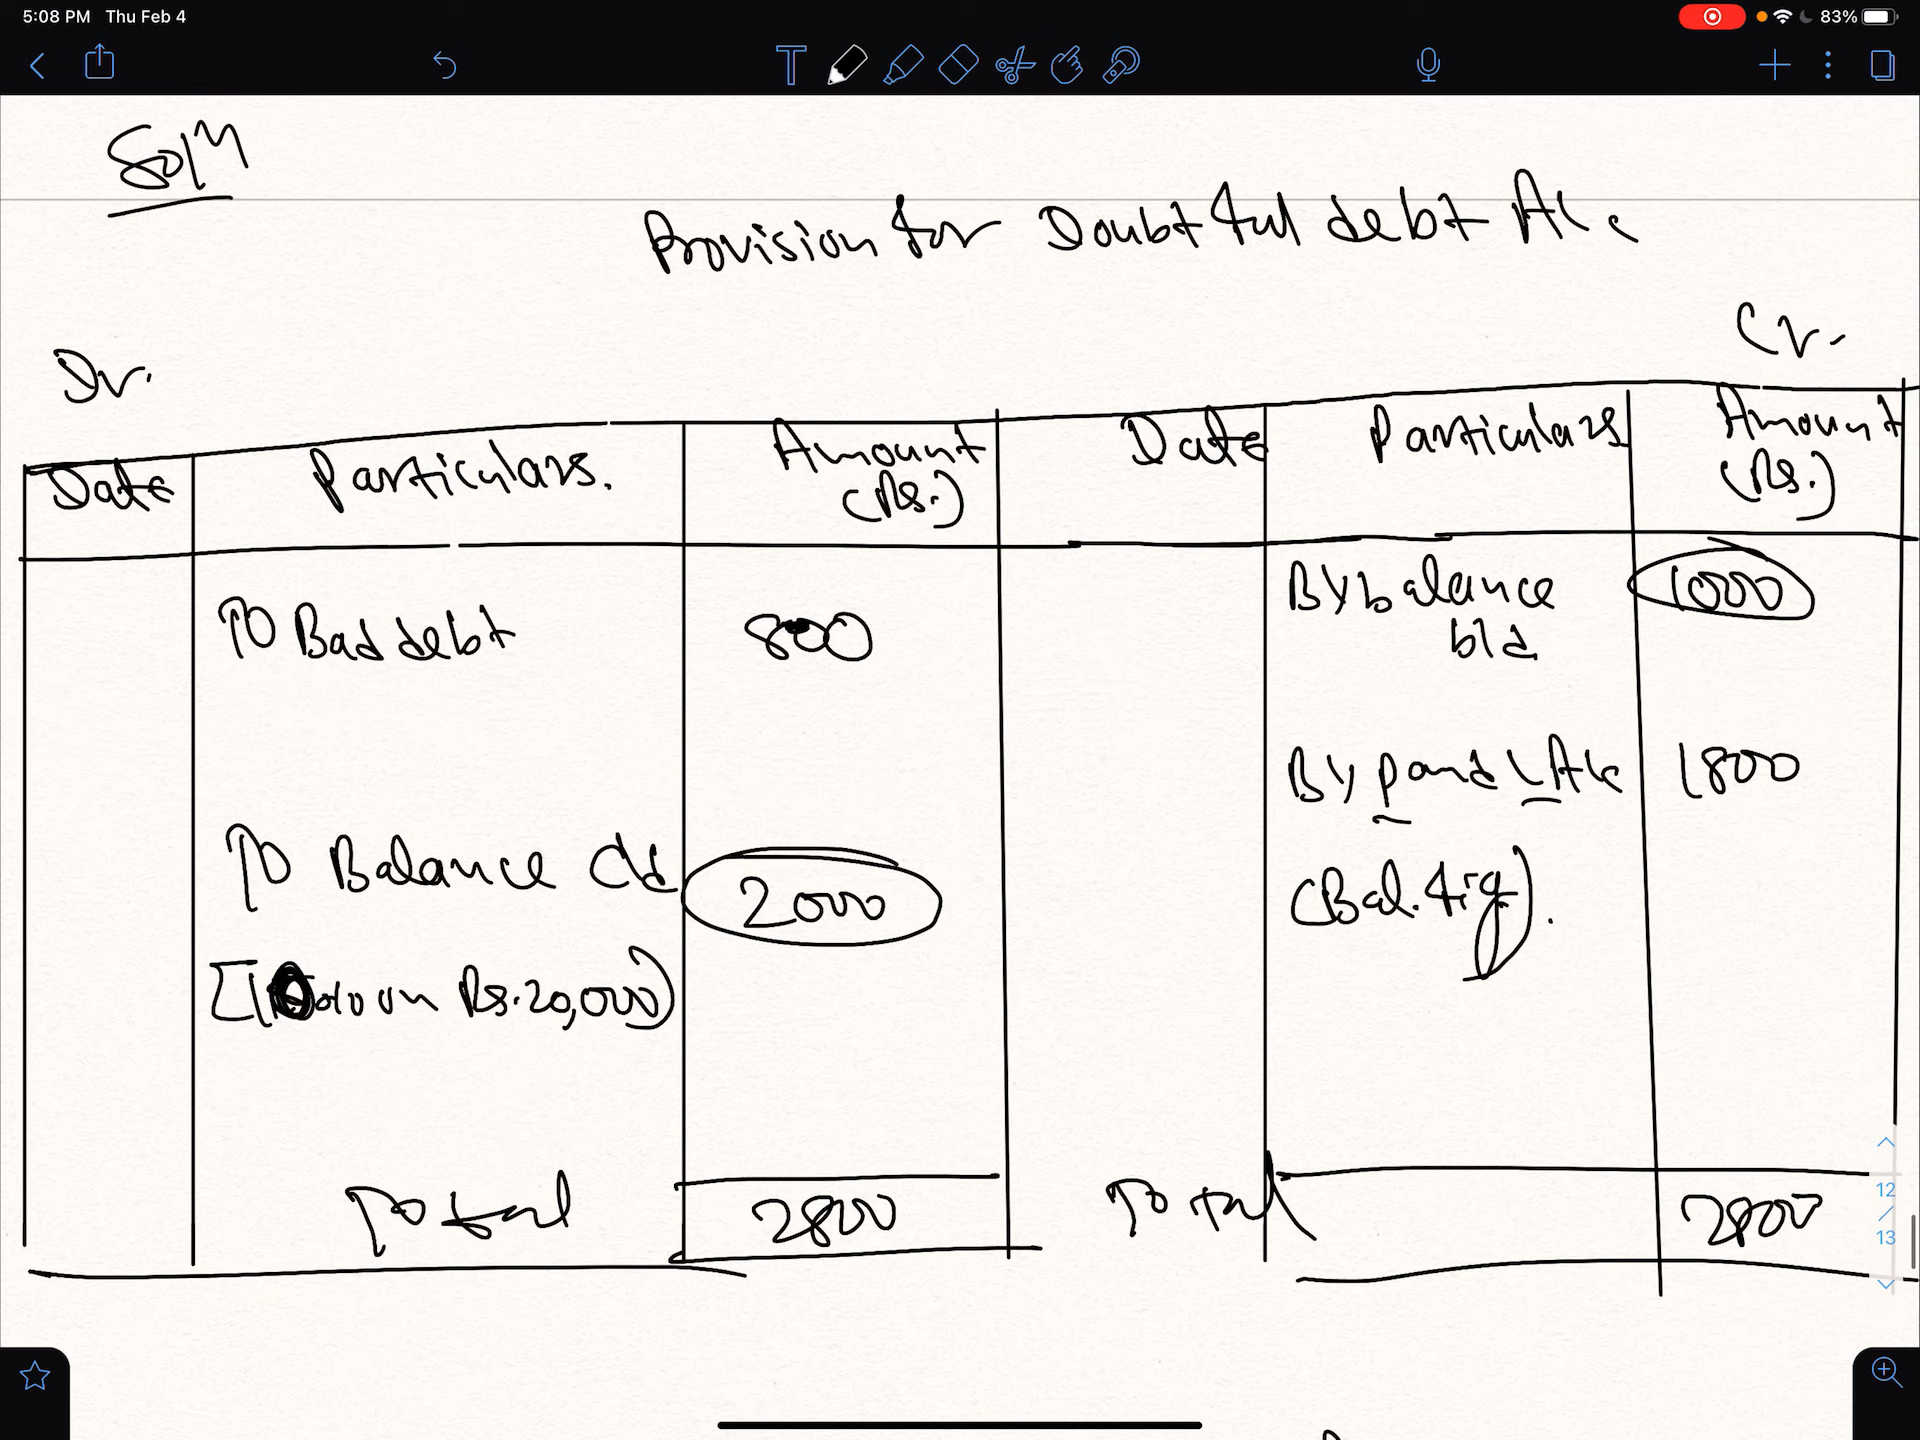 5:08 PM Thu Feb 4
83%
Soln
Provision for Doubtful debt A/c
Dr.
Cr.
Date
Particulars.
Amount
(Rs.)
Date
Particulars
Amount
(Rs.)
To Bad debt
800
By balance
b/d
1000
By P and L A/c
1800
To Balance c/d
2000
(Bal. fig).
[10% on Rs.20,000)
Total
2800
Total
2800
12
/
13